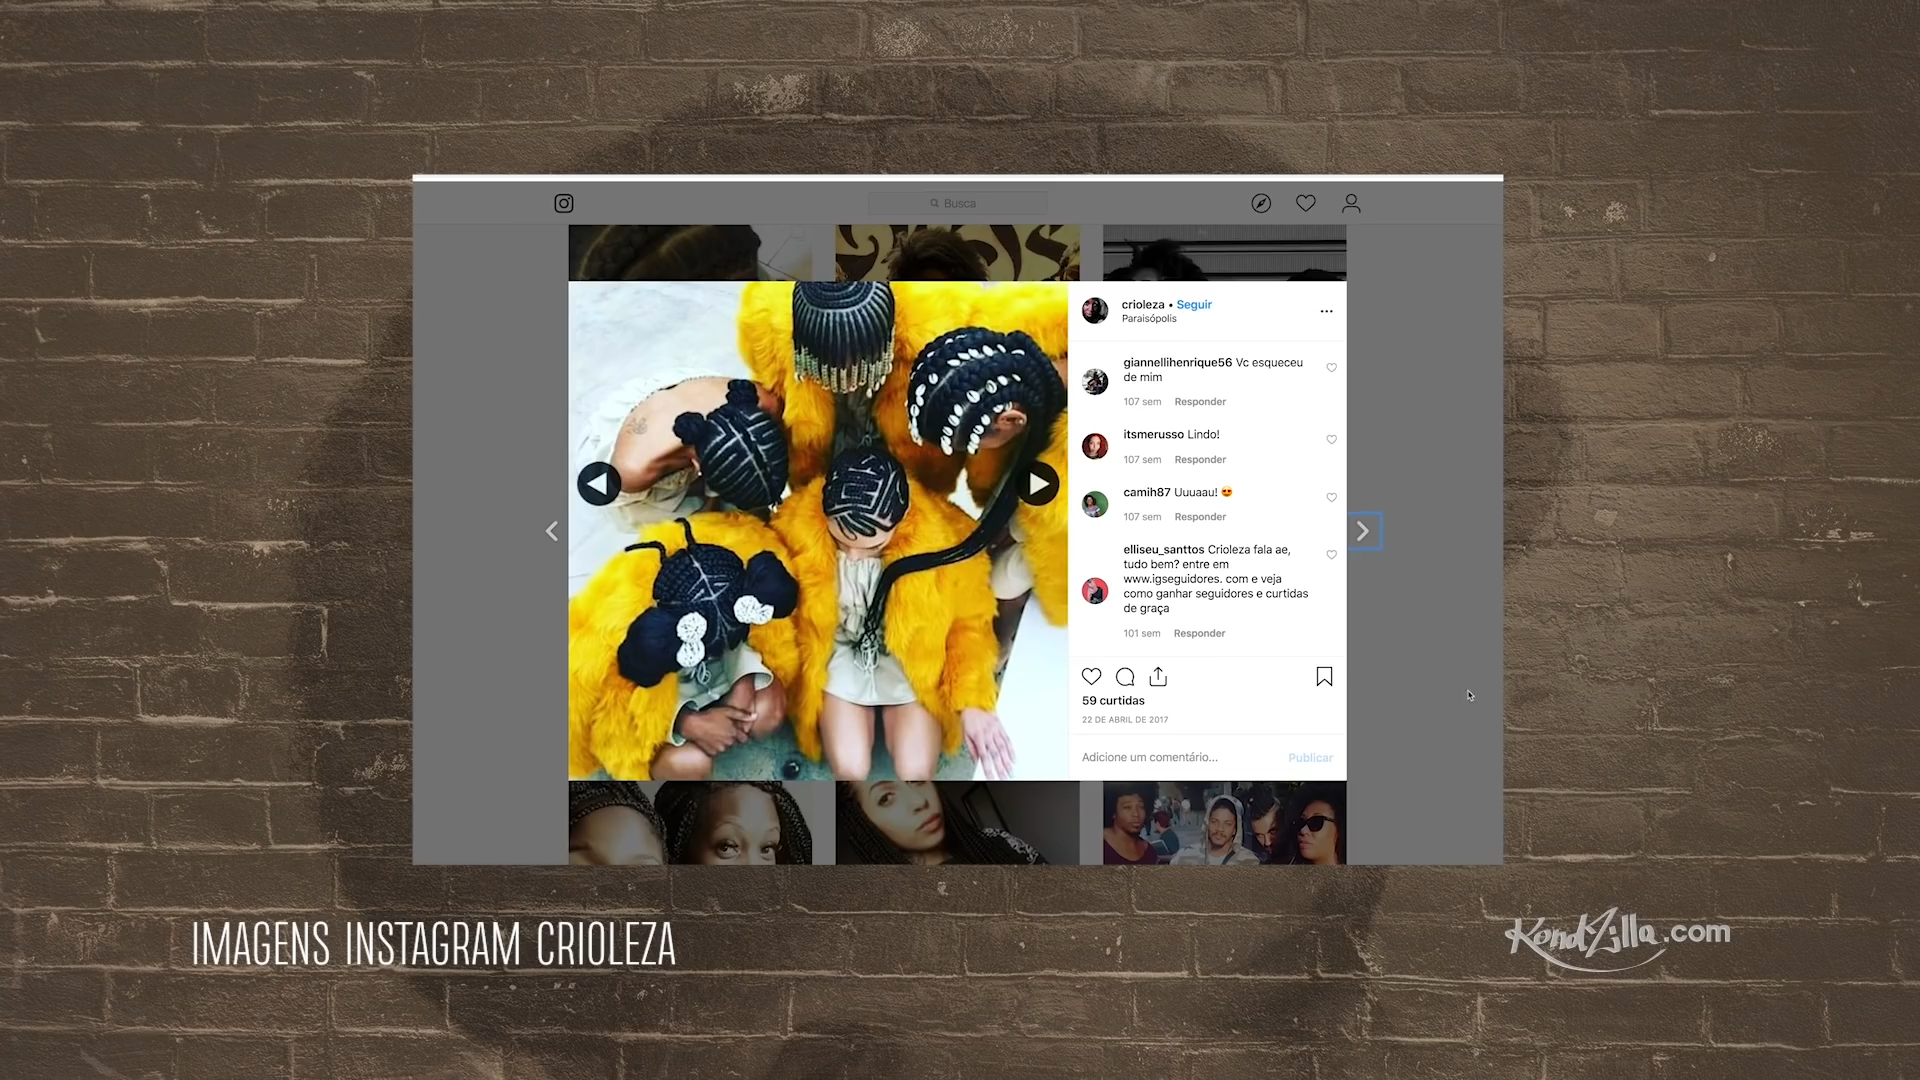 Busca
crioleza • Seguir
Paraisópolis
giannellihenrique56 Vc esqueceu
de mim
107 sem Responder
itsmerusso Lindo!
107 sem Responder
camih87 Uuuaau! 😍
107 sem Responder
elliseu_santtos Crioleza fala ae,
tudo bem? entre em
www.igseguidores. com e veja
como ganhar seguidores e curtidas
de graça
101 sem Responder
59 curtidas
22 DE ABRIL DE 2017
Adicione um comentário... Publicar
IMAGENS INSTAGRAM CRIOLEZA
KondZilla.com